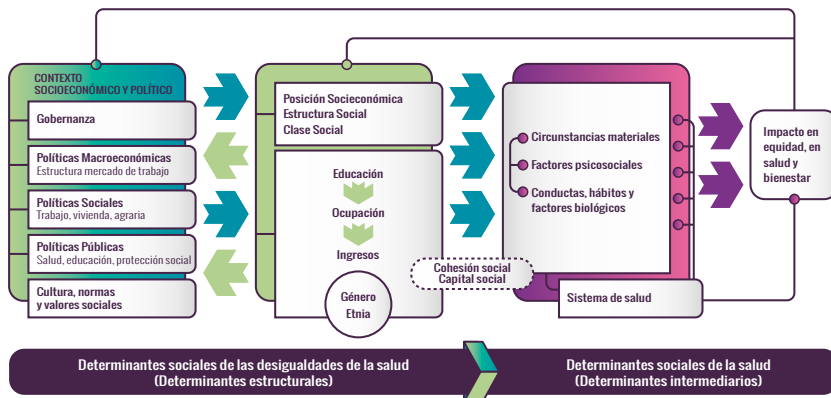 CONTEXTO
SOCIOECONÓMICO Y POLÍTICO
Gobernanza
Políticas Macroeconómicas
Estructura mercado de trabajo
Políticas Sociales
Trabajo, vivienda, agraria
Políticas Públicas
Salud, educación, protección social
Cultura, normas
y valores sociales
Posición Socioeconómica
Estructura Social
Clase Social
Educación
Ocupación
Ingresos
Género
Etnia
Cohesión social
Capital social
Circunstancias materiales
Factores psicosociales
Conductas, hábitos y
factores biológicos
Sistema de salud
Impacto en
equidad, en
salud y
bienestar
Determinantes sociales de las desigualdades de la salud
(Determinantes estructurales)
Determinantes sociales de la salud
(Determinantes intermediarios)